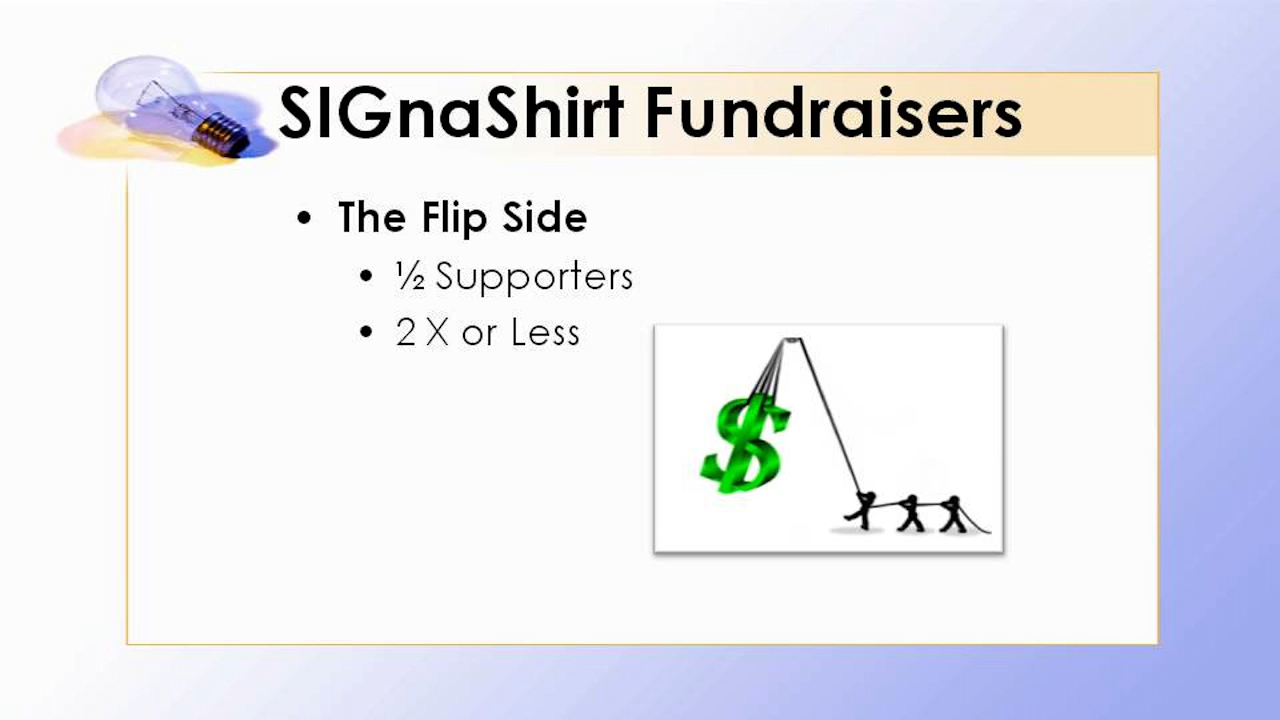 SIGnaShirt Fundraisers
• The Flip Side
• ½ Supporters
• 2 X or Less
$